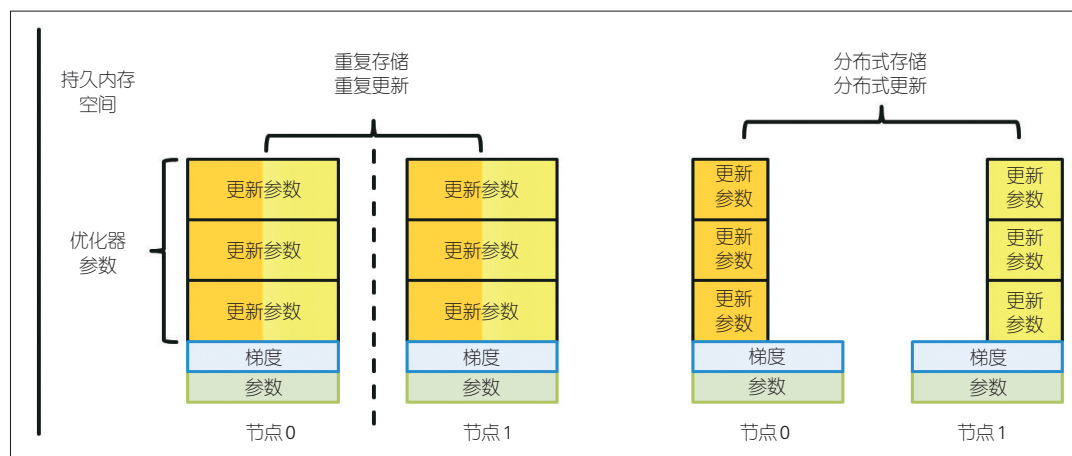 持久内存
空间
重复存储
重复更新
分布式存储
分布式更新
优化器
参数
更新参数
更新参数
更新参数
梯度
参数
节点0
更新参数
更新参数
更新参数
梯度
参数
节点1
更新
参数
更新
参数
更新
参数
梯度
参数
节点0
更新
参数
更新
参数
更新
参数
梯度
参数
节点1